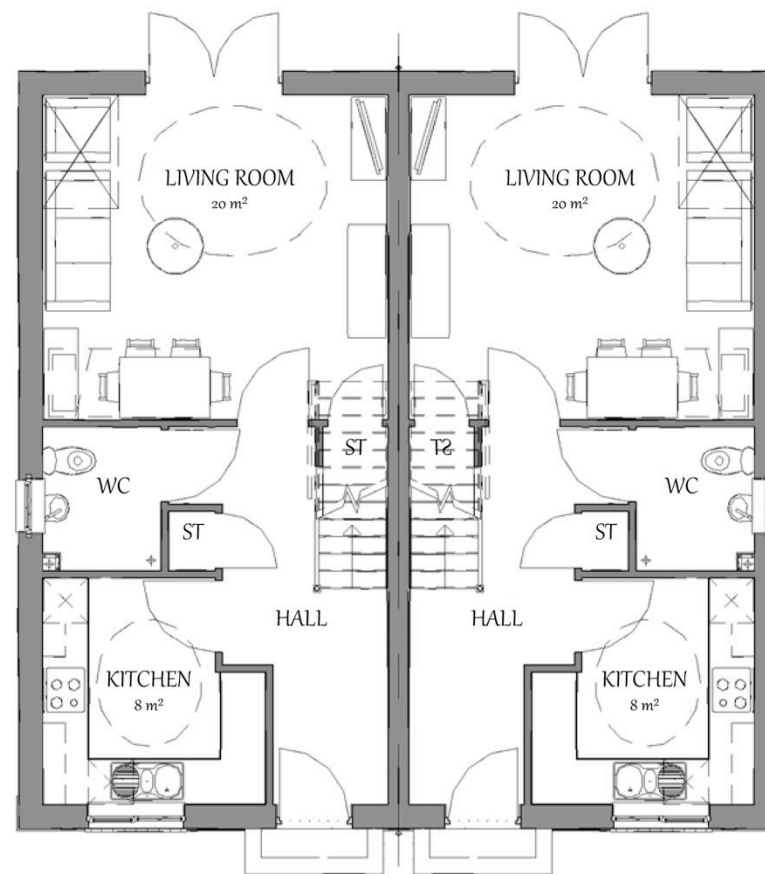 LIVING ROOM
20 m²
LIVING ROOM
20 m²
ST
ST
WC
WC
ST
ST
HALL
HALL
KITCHEN
8 m²
KITCHEN
8 m²